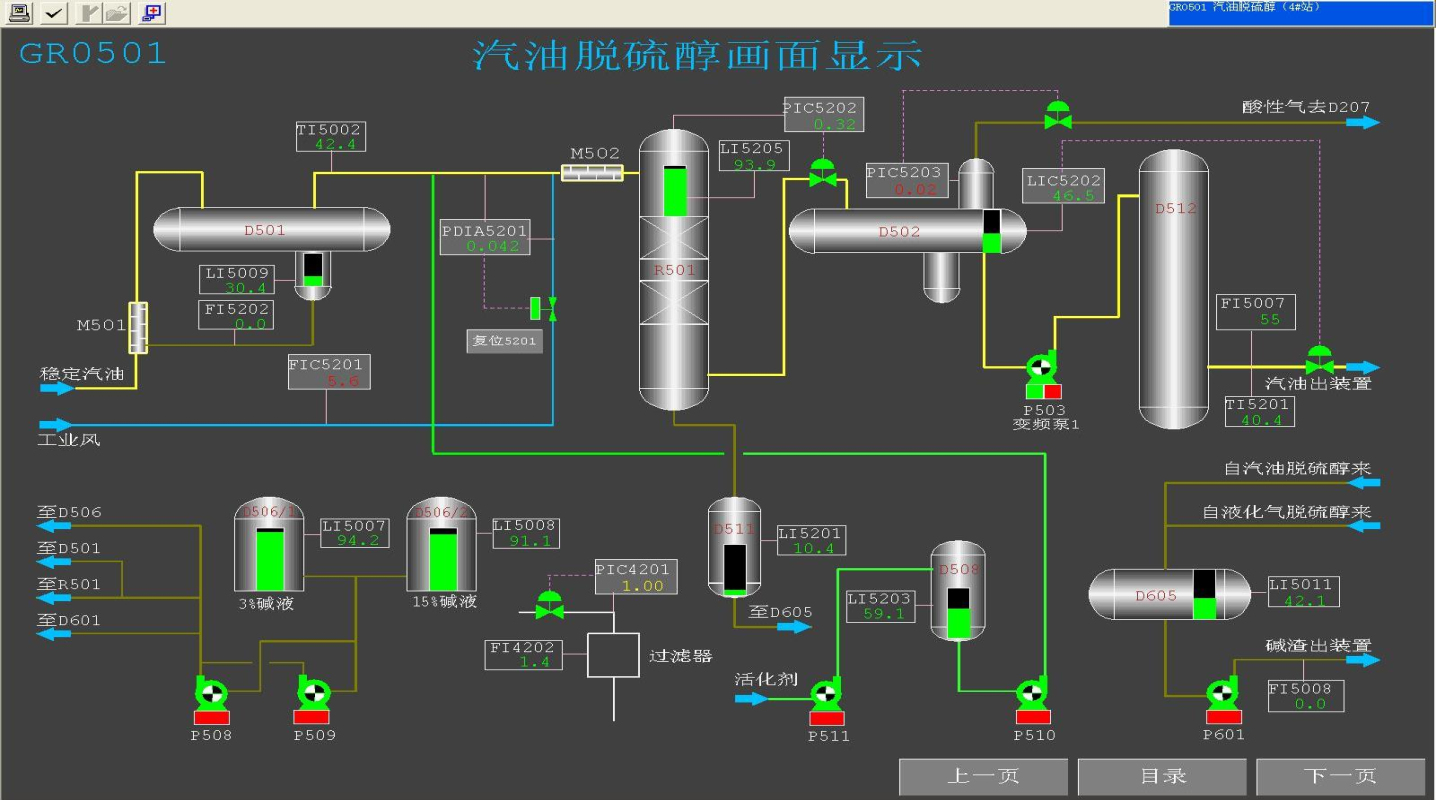 GR0501 汽油脱硫醇（4#站）
GR0501
汽油脱硫醇画面显示
PIC5202
0.32
酸性气去D207
TI5002
42.4
M502
LI5205
93.9
PIC5203
0.02
LIC5202
46.5
D512
D501
PDIA5201
0.042
D502
LI5009
30.4
R501
FI5202
0.0
FI5007
55
M501
复位5201
稳定汽油
FIC5201
5.6
汽油出装置
P503
变频泵1
TI5201
40.4
工业风
自汽油脱硫醇来
至D506
D506/1
LI5007
94.2
D506/2
LI5008
91.1
自液化气脱硫醇来
D511
LI5201
10.4
至D501
PIC4201
1.00
D508
至R501
3%碱液
15%碱液
LI5203
59.1
D605
LI5011
42.1
至D601
至D605
FI4202
1.4
过滤器
碱渣出装置
活化剂
FI5008
0.0
P508
P509
P511
P510
P601
上一页
目录
下一页